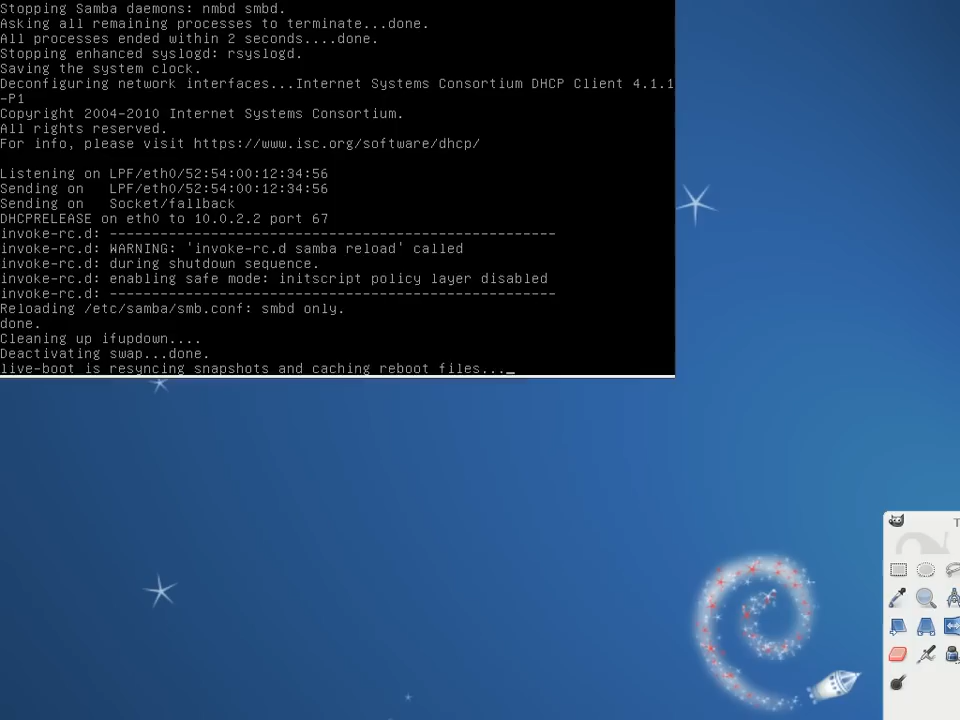 Stopping Samba daemons: nmbd smbd.
Asking all remaining processes to terminate...done.
All processes ended within 2 seconds....done.
Stopping enhanced syslogd: rsyslogd.
Saving the system clock.
Deconfiguring network interfaces...Internet Systems Consortium DHCP Client 4.1.1
-P1
Copyright 2004-2010 Internet Systems Consortium.
All rights reserved.
For info, please visit https://www.isc.org/software/dhcp/
Listening on LPF/eth0/52:54:00:12:34:56
Sending on   LPF/eth0/52:54:00:12:34:56
Sending on   Socket/fallback
DHCPRELEASE on eth0 to 10.0.2.2 port 67
invoke-rc.d: -----------------------------------------------------
invoke-rc.d: WARNING: 'invoke-rc.d samba reload' called
invoke-rc.d: during shutdown sequence.
invoke-rc.d: enabling safe mode: initscript policy layer disabled
invoke-rc.d: -----------------------------------------------------
Reloading /etc/samba/smb.conf: smbd only.
done.
Cleaning up ifupdown....
Deactivating swap...done.
live-boot is resyncing snapshots and caching reboot files..._
T